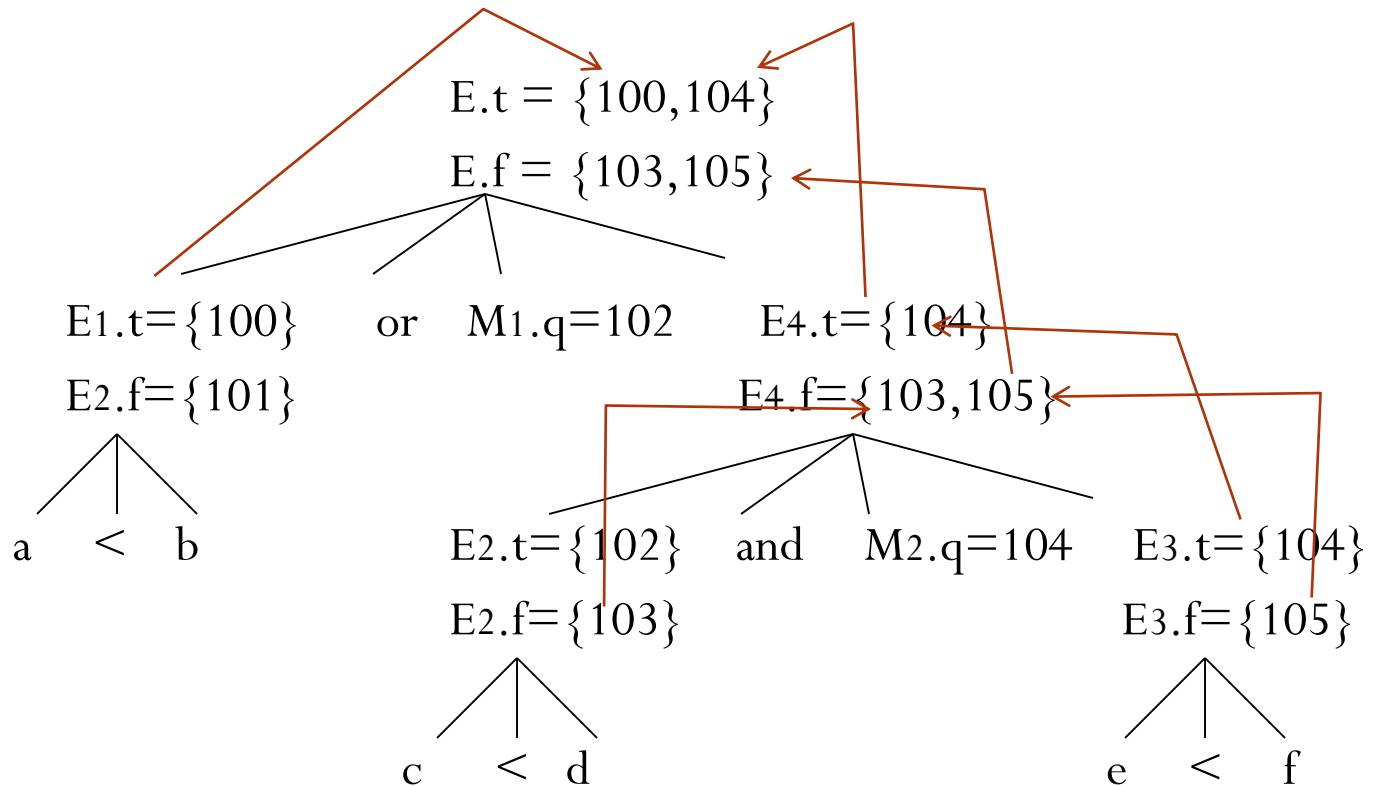 E.t = {100,104}
E.f = {103,105}
E1.t={100} or M1.q=102 E4.t={104}
E2.f={101} E4.f={103,105}
a < b
E2.t={102} and M2.q=104 E3.t={104}
E2.f={103} E3.f={105}
c < d e < f